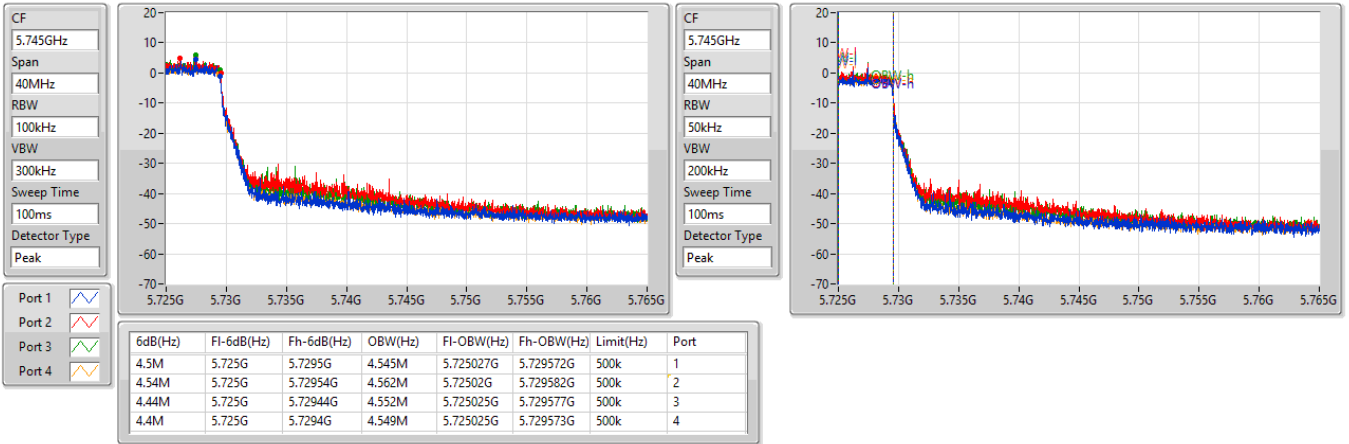 CF
5.745GHz
Span
40MHz
RBW
100kHz
VBW
300kHz
Sweep Time
100ms
Detector Type
Peak
20
10
0
-10
-20
-30
-40
-50
-60
-70
5.725G 5.73G 5.735G 5.74G 5.745G 5.75G 5.755G 5.76G 5.765G
CF
5.745GHz
Span
40MHz
RBW
50kHz
VBW
200kHz
Sweep Time
100ms
Detector Type
Peak
20
10
0
-10
-20
-30
-40
-50
-60
-70
OBW-h
5.725G 5.73G 5.735G 5.74G 5.745G 5.75G 5.755G 5.76G 5.765G
Port 1
Port 2
Port 3
Port 4
6dB(Hz) Fl-6dB(Hz) Fh-6dB(Hz) OBW(Hz) Fl-OBW(Hz) Fh-OBW(Hz) Limit(Hz) Port
4.5M 5.725G 5.7295G 4.545M 5.725027G 5.729572G 500k 1
4.54M 5.725G 5.72954G 4.562M 5.72502G 5.729582G 500k 2
4.44M 5.725G 5.72944G 4.552M 5.725025G 5.729577G 500k 3
4.4M 5.725G 5.7294G 4.549M 5.725025G 5.729573G 500k 4